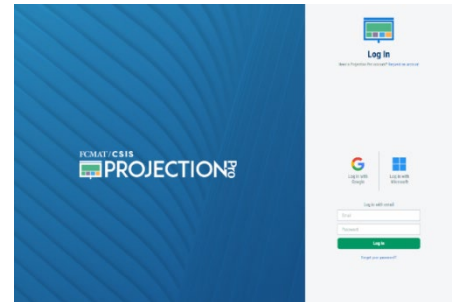 FCMAT/CSIS
PROJECTION Pro
Log In
Log in with
Google
Log in with
Microsoft
Log in with email
Email
Password
Log In
Forgot your password?